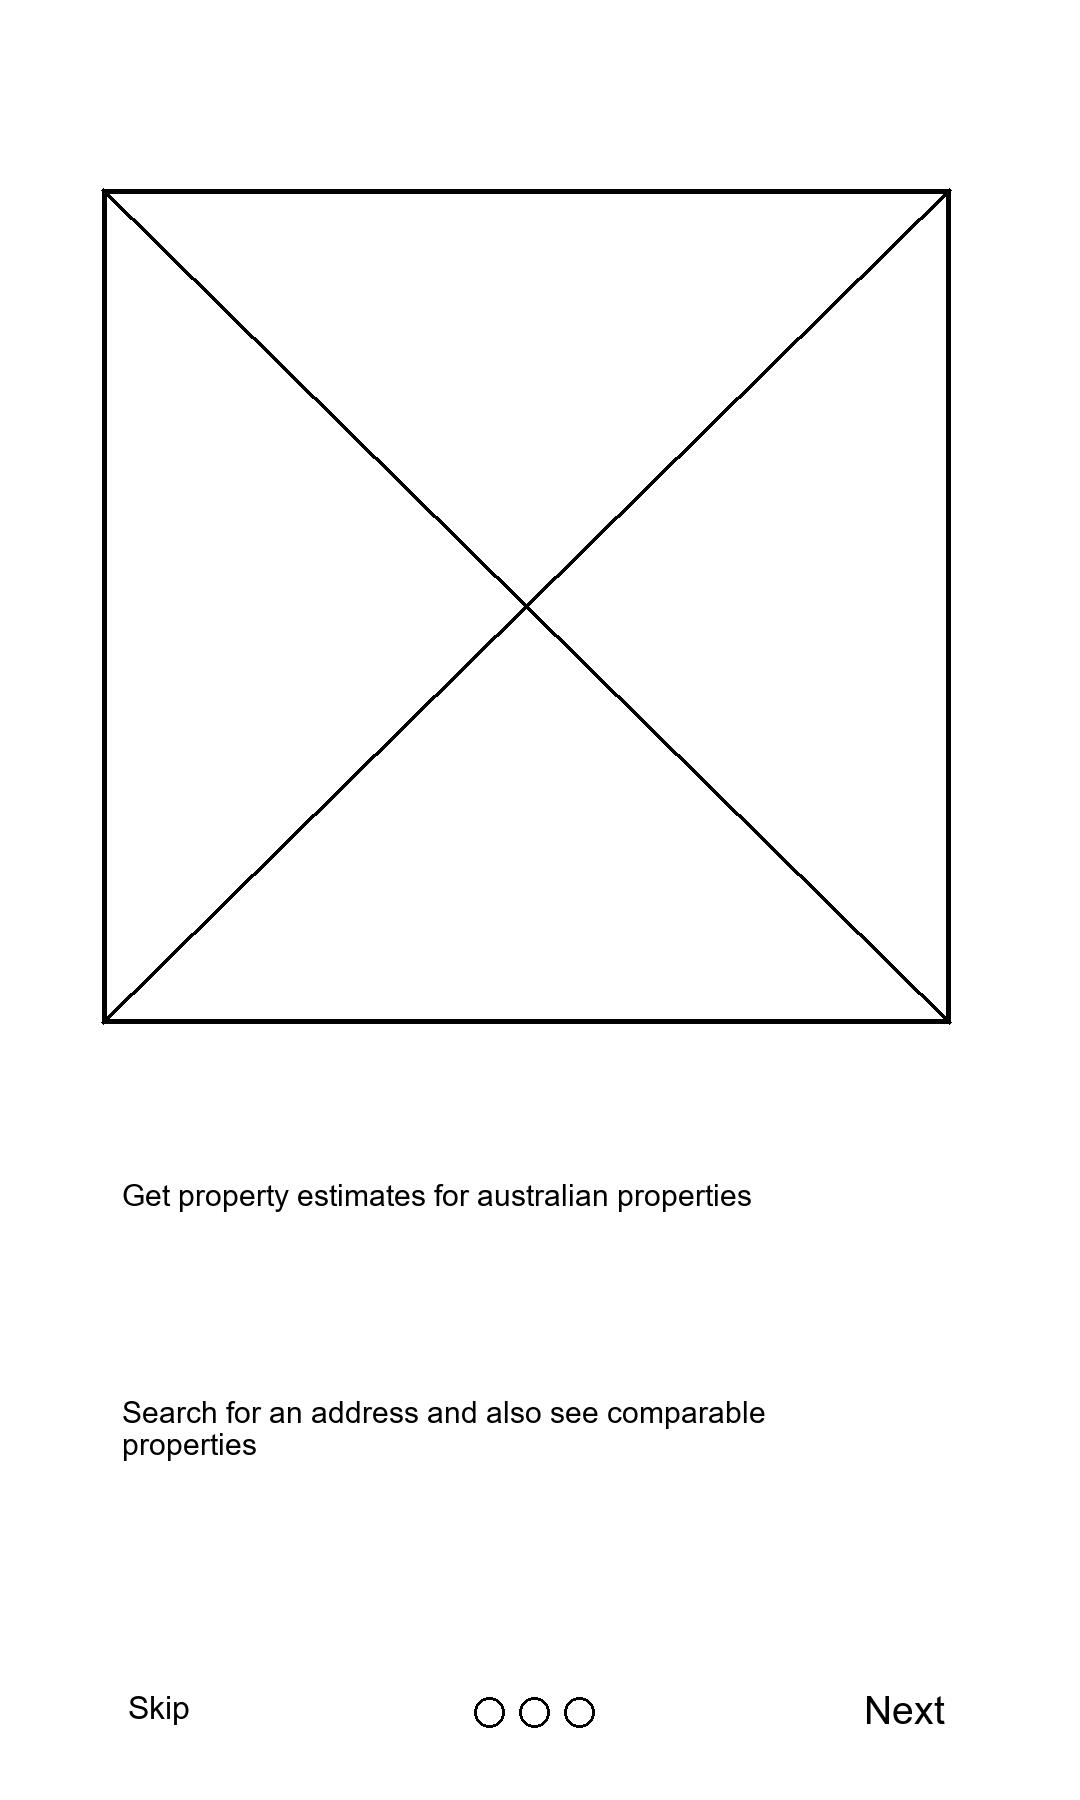 Get property estimates for australian properties
Search for an address and also see comparable
properties
Skip
Next